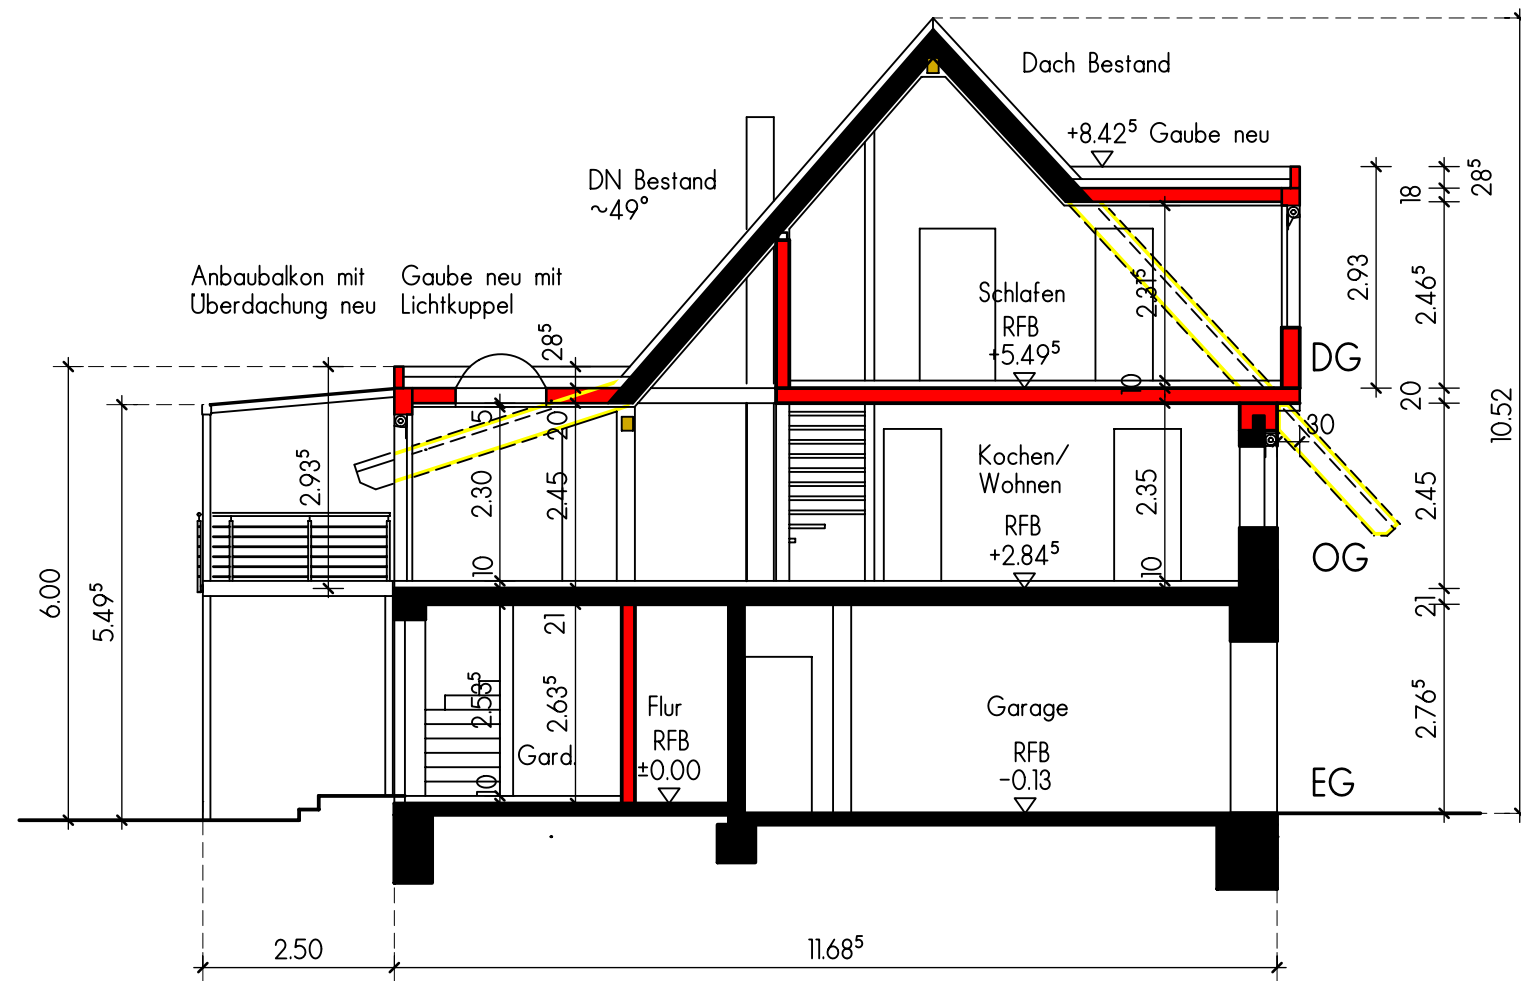 Dach Bestand
+8.42⁵ Gaube neu
DN Bestand
~49°
Anbaubalkon mit
Überdachung neu
Gaube neu mit
Lichtkuppel
28⁵
18
28⁵
2.93
2.46⁵
10.52
Schlafen
RFB
+5.49⁵
2.31⁵
10
DG
20
30
5
20
2.93⁵
2.30
2.45
10
Kochen/
Wohnen
RFB
+2.84⁵
2.35
10
2.45
OG
21
6.00
5.49⁵
21
2.53⁵
2.63⁵
10
Gard.
Flur
RFB
±0.00
Garage
RFB
-0.13
2.76⁵
EG
2.50
11.68⁵